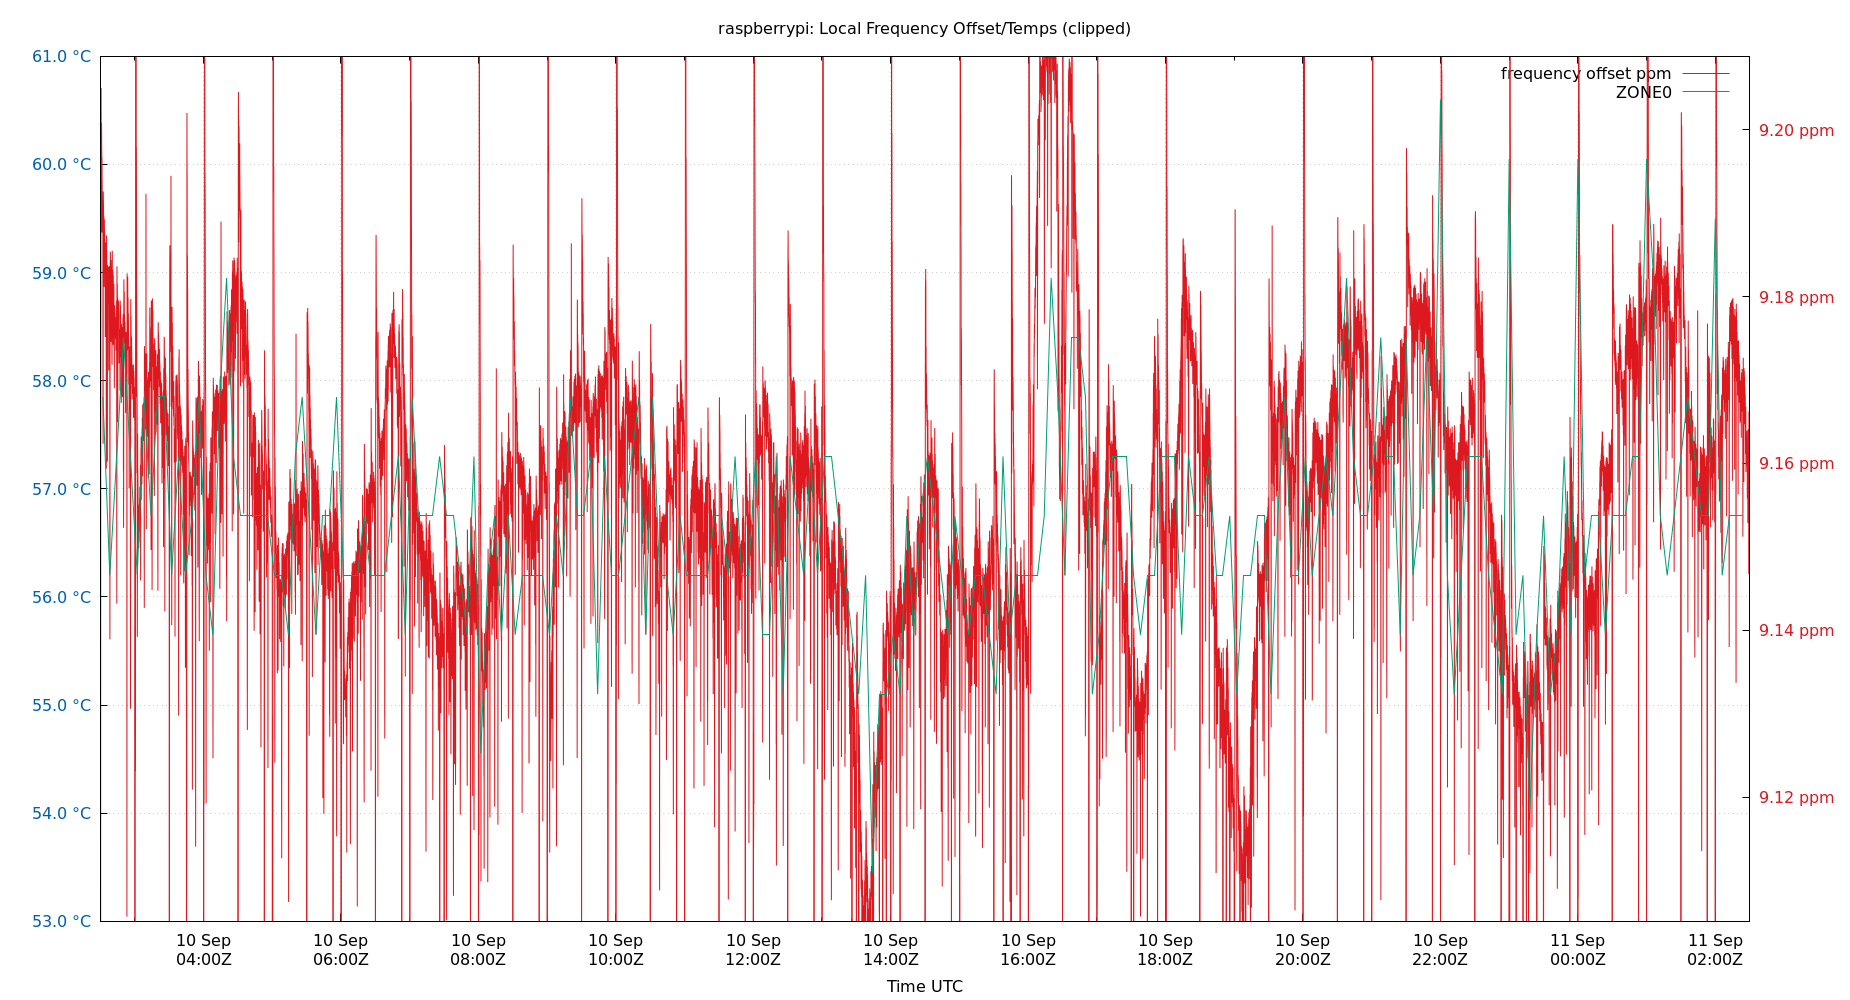 raspberrypi: Local Frequency Offset/Temps (clipped)
61.0 °C
60.0 °C
59.0 °C
58.0 °C
57.0 °C
56.0 °C
55.0 °C
54.0 °C
53.0 °C
frequency offset ppm
ZONE0
9.20 ppm
9.18 ppm
9.16 ppm
9.14 ppm
9.12 ppm
10 Sep 10 Sep 10 Sep 10 Sep 10 Sep 10 Sep 10 Sep 10 Sep 10 Sep 10 Sep 11 Sep 11 Sep
04:00Z 06:00Z 08:00Z 10:00Z 12:00Z 14:00Z 16:00Z 18:00Z 20:00Z 22:00Z 00:00Z 02:00Z
Time UTC